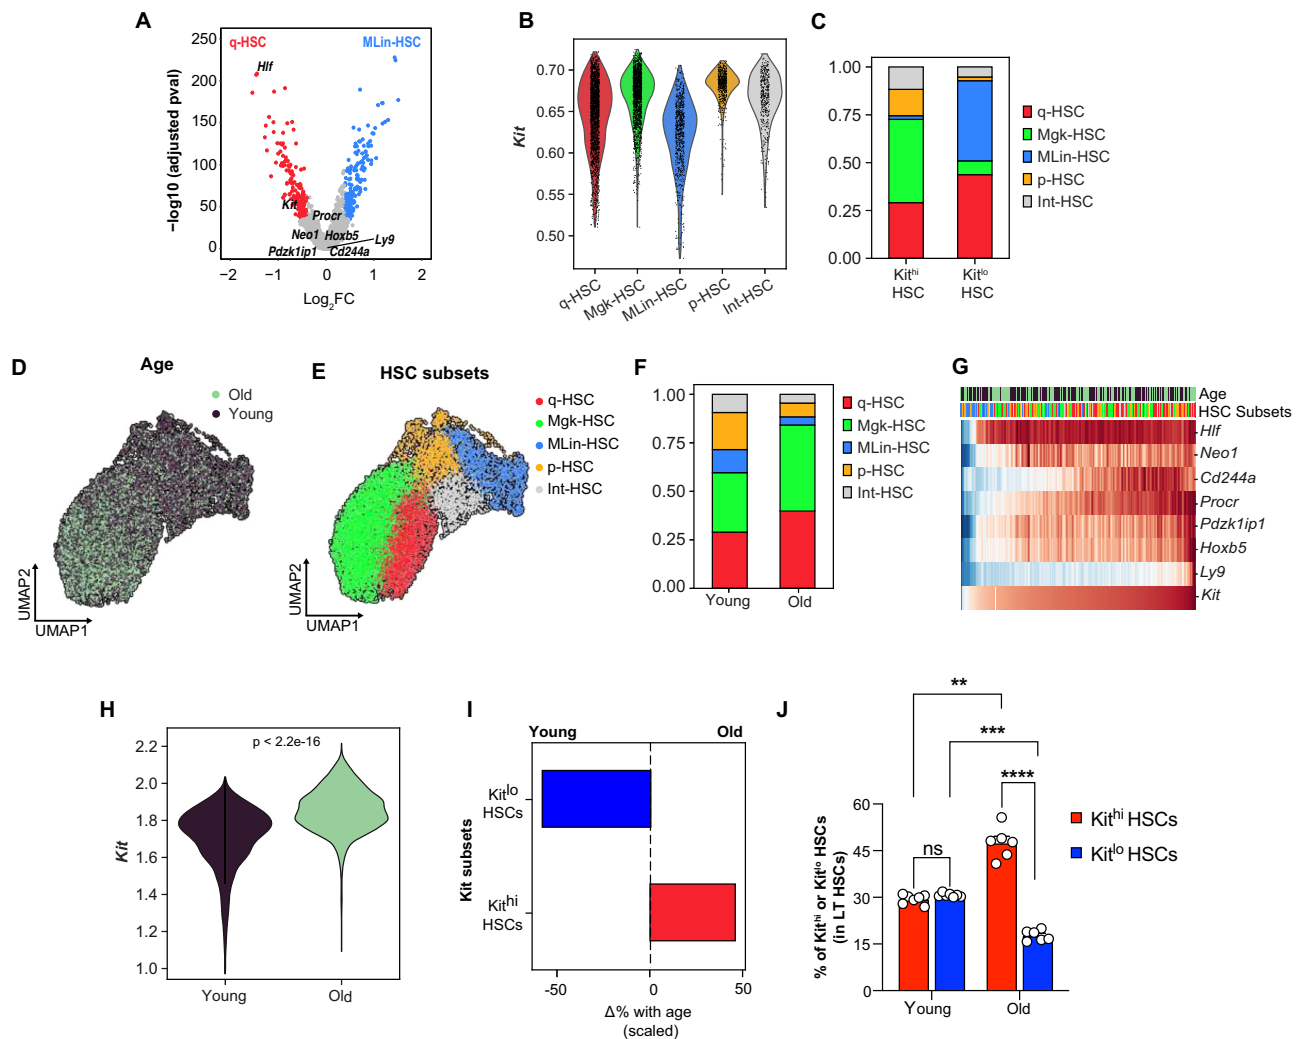 A
250
200
150
100
50
0
−log10 (adjusted pval)
q-HSC
MLin-HSC
Hlf
Kit
Procr
Neo1
Hoxb5
Ly9
Pdzk1ip1
Cd244a
−2
−1
0
1
2
Log2FC
B
0.70
0.65
0.60
0.55
0.50
Kit
q-HSC
Mgk-HSC
MLin-HSC
p-HSC
Int-HSC
C
1.00
0.75
0.50
0.25
0.00
Kithi
HSC
Kitlo
HSC
q-HSC
Mgk-HSC
MLin-HSC
p-HSC
Int-HSC
D
Age
Old
Young
UMAP2
UMAP1
E
HSC subsets
q-HSC
Mgk-HSC
MLin-HSC
p-HSC
Int-HSC
UMAP2
UMAP1
F
1.00
0.75
0.50
0.25
0.00
Young
Old
q-HSC
Mgk-HSC
MLin-HSC
p-HSC
Int-HSC
G
Age
HSC Subsets
Hlf
Neo1
Cd244a
Procr
Pdzk1ip1
Hoxb5
Ly9
Kit
H
p < 2.2e-16
2.2
2.0
1.8
1.6
1.4
1.2
1.0
Kit
Young
Old
I
Young
Old
Kit subsets
Kitlo
HSCs
Kithi
HSCs
-50
0
50
Δ% with age
(scaled)
J
**
***
****
ns
60
30
15
0
% of Kithi or Kitlo HSCs
(in LT HSCs)
Young
Old
Kithi HSCs
Kitlo HSCs